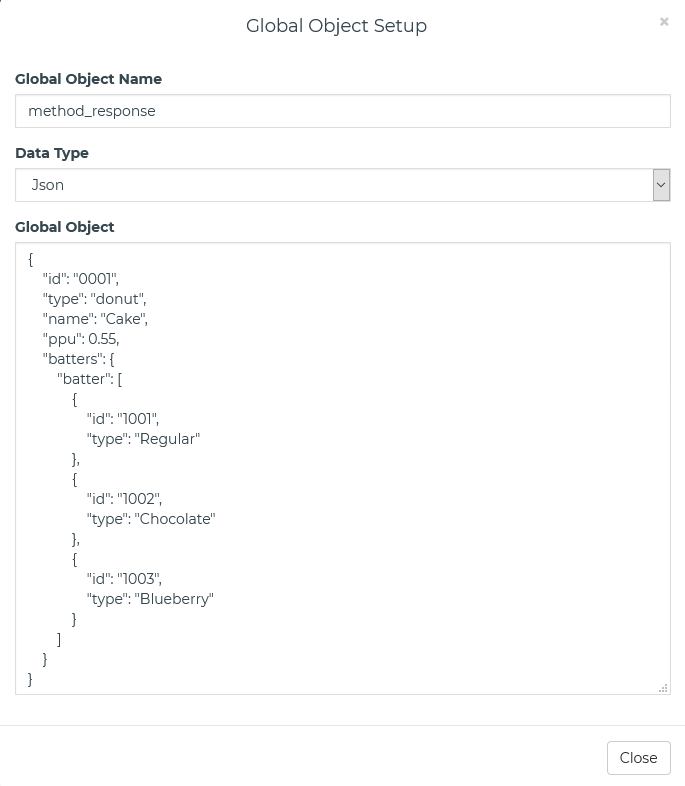 Global Object Setup
×
Global Object Name
method_response
Data Type
Json
Global Object
{
    "id": "0001",
    "type": "donut",
    "name": "Cake",
    "ppu": 0.55,
    "batters": {
        "batter": [
            {
                "id": "1001",
                "type": "Regular"
            },
            {
                "id": "1002",
                "type": "Chocolate"
            },
            {
                "id": "1003",
                "type": "Blueberry"
            }
        ]
    }
}
Close